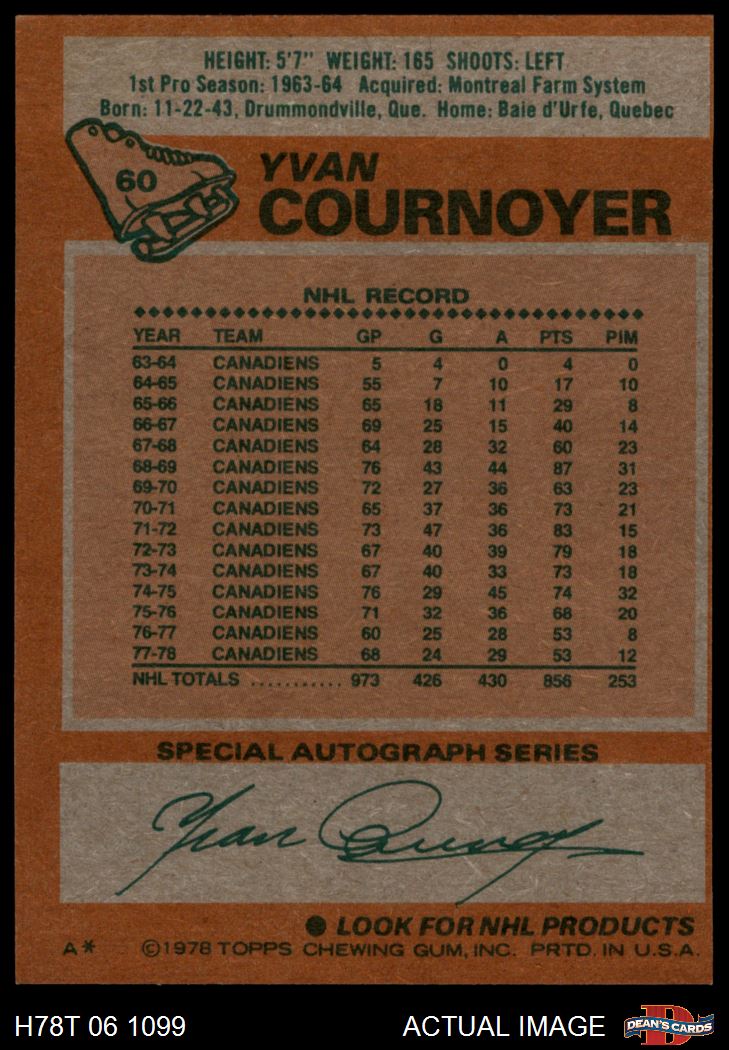 HEIGHT: 5'7" WEIGHT: 165 SHOOTS: LEFT
1st Pro Season: 1963-64 Acquired: Montreal Farm System
Born: 11-22-43, Drummondville, Que. Home: Baie d'Urfe, Quebec
60
YVAN
COURNOYER
NHL RECORD
YEAR TEAM GP G A PTS PIM
63-64 CANADIENS 5 4 0 4 0
64-65 CANADIENS 55 7 10 17 10
65-66 CANADIENS 65 18 11 29 8
66-67 CANADIENS 69 25 15 40 14
67-68 CANADIENS 64 28 32 60 23
68-69 CANADIENS 76 43 44 87 31
69-70 CANADIENS 72 27 36 63 23
70-71 CANADIENS 65 37 36 73 21
71-72 CANADIENS 73 47 36 83 15
72-73 CANADIENS 67 40 39 79 18
73-74 CANADIENS 67 40 33 73 18
74-75 CANADIENS 76 29 45 74 32
75-76 CANADIENS 71 32 36 68 20
76-77 CANADIENS 60 25 28 53 8
77-78 CANADIENS 68 24 29 53 12
NHL TOTALS ........... 973 426 430 856 253
SPECIAL AUTOGRAPH SERIES
Yvan Cournoyer
● LOOK FOR NHL PRODUCTS
A* ©1978 TOPPS CHEWING GUM, INC. PRTD. IN U.S.A.
H78T 06 1099 ACTUAL IMAGE DEAN'S CARDS